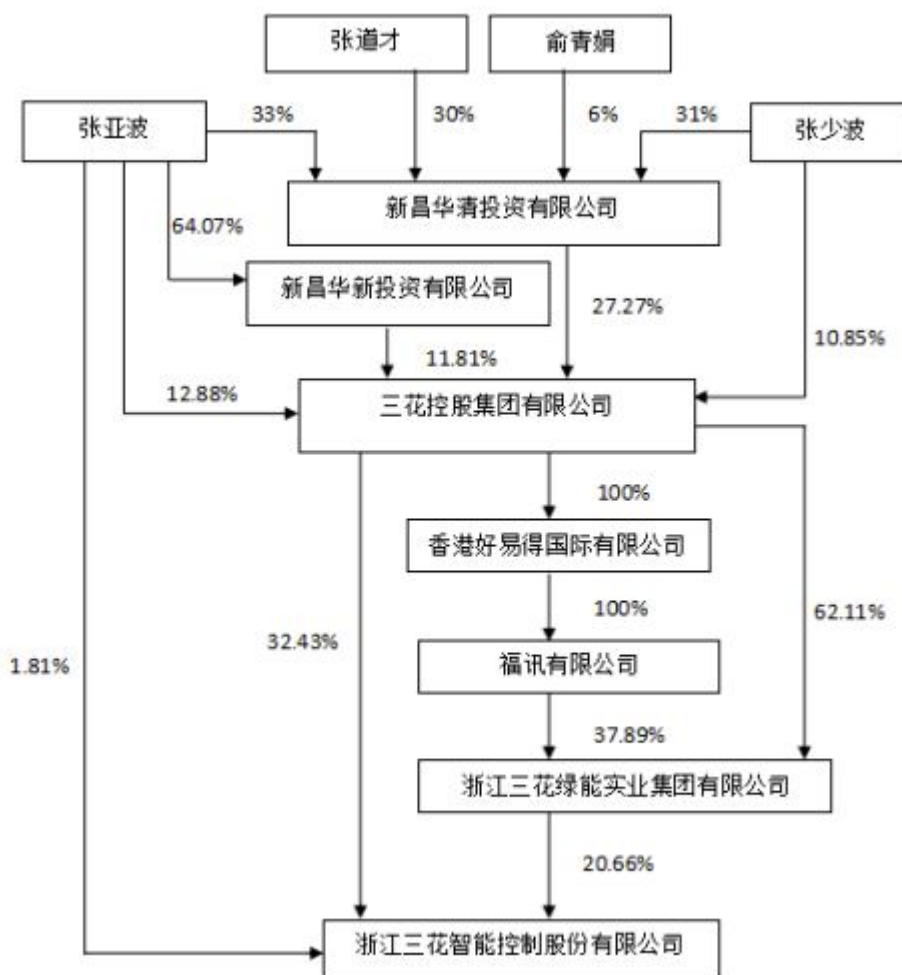 张道才
俞青娟
33%
30%
6%
31%
张亚波
张少波
新昌华清投资有限公司
64.07%
新昌华新投资有限公司
27.27%
10.85%
11.81%
12.88%
三花控股集团有限公司
100%
香港好易得国际有限公司
100%
62.11%
32.43%
1.81%
福讯有限公司
37.89%
浙江三花绿能实业集团有限公司
20.66%
浙江三花智能控制股份有限公司